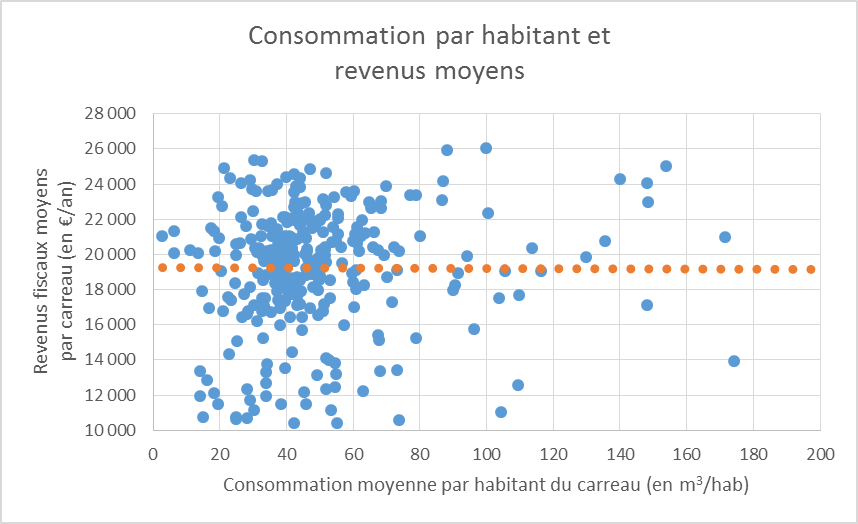 Consommation par habitant et
revenus moyens
Revenus fiscaux moyens
par carreau (en €/an)
28 000
26 000
24 000
22 000
20 000
18 000
16 000
14 000
12 000
10 000
0 20 40 60 80 100 120 140 160 180 200
Consommation moyenne par habitant du carreau (en m³/hab)